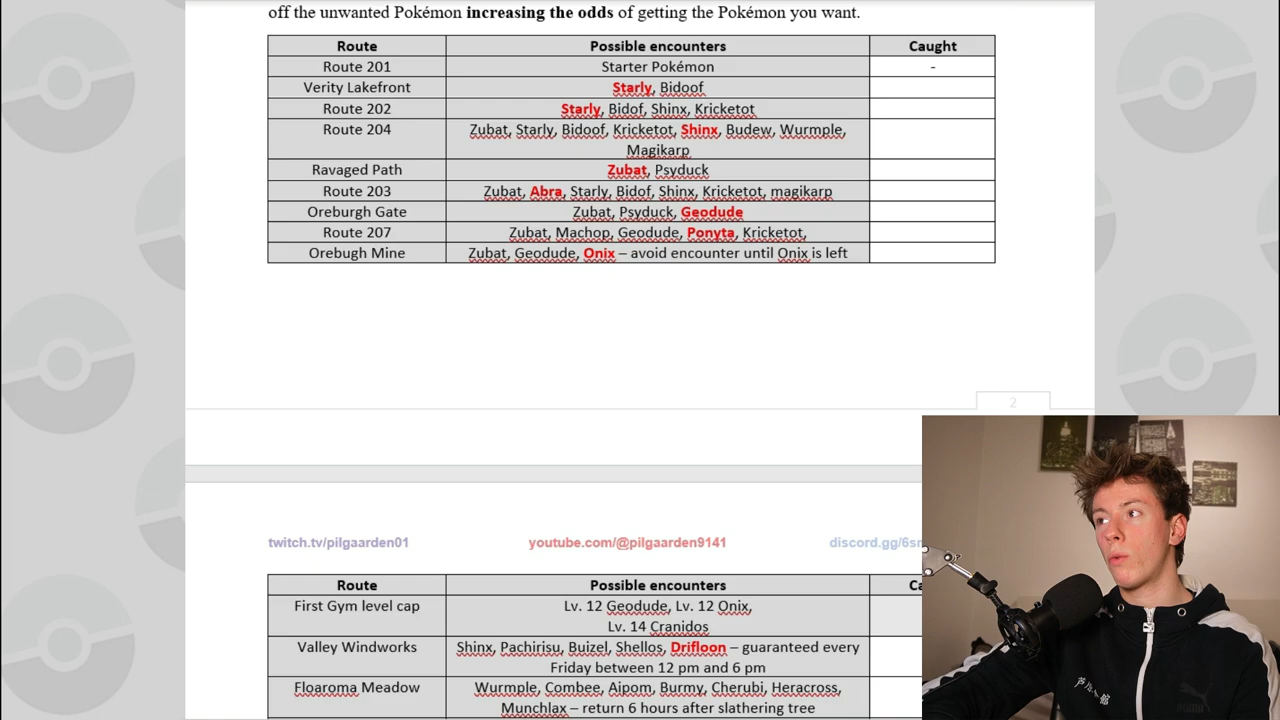 off the unwanted Pokémon increasing the odds of getting the Pokémon you want.
Route Possible encounters Caught
Route 201 Starter Pokémon -
Verity Lakefront Starly, Bidoof
Route 202 Starly, Bidof, Shinx, Kricketot
Route 204 Zubat, Starly, Bidoof, Kricketot, Shinx, Budew, Wurmple,
Magikarp
Ravaged Path Zubat, Psyduck
Route 203 Zubat, Abra, Starly, Bidof, Shinx, Kricketot, magikarp
Oreburgh Gate Zubat, Psyduck, Geodude
Route 207 Zubat, Machop, Geodude, Ponyta, Kricketot,
Orebugh Mine Zubat, Geodude, Onix – avoid encounter until Onix is left
2
twitch.tv/pilgaarden01 youtube.com/@pilgaarden9141 discord.gg/6sr
Route Possible encounters Ca
First Gym level cap Lv. 12 Geodude, Lv. 12 Onix,
Lv. 14 Cranidos
Valley Windworks Shinx, Pachirisu, Buizel, Shellos, Drifloon – guaranteed every
Friday between 12 pm and 6 pm
Floaroma Meadow Wurmple, Combee, Aipom, Burmy, Cherubi, Heracross,
Munchlax – return 6 hours after slathering tree